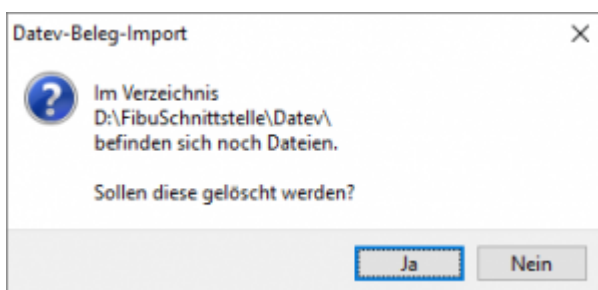 Datev-Beleg-Import
Im Verzeichnis
D:\FibuSchnittstelle\Datev\
befinden sich noch Dateien.
Sollen diese gelöscht werden?
Ja
Nein